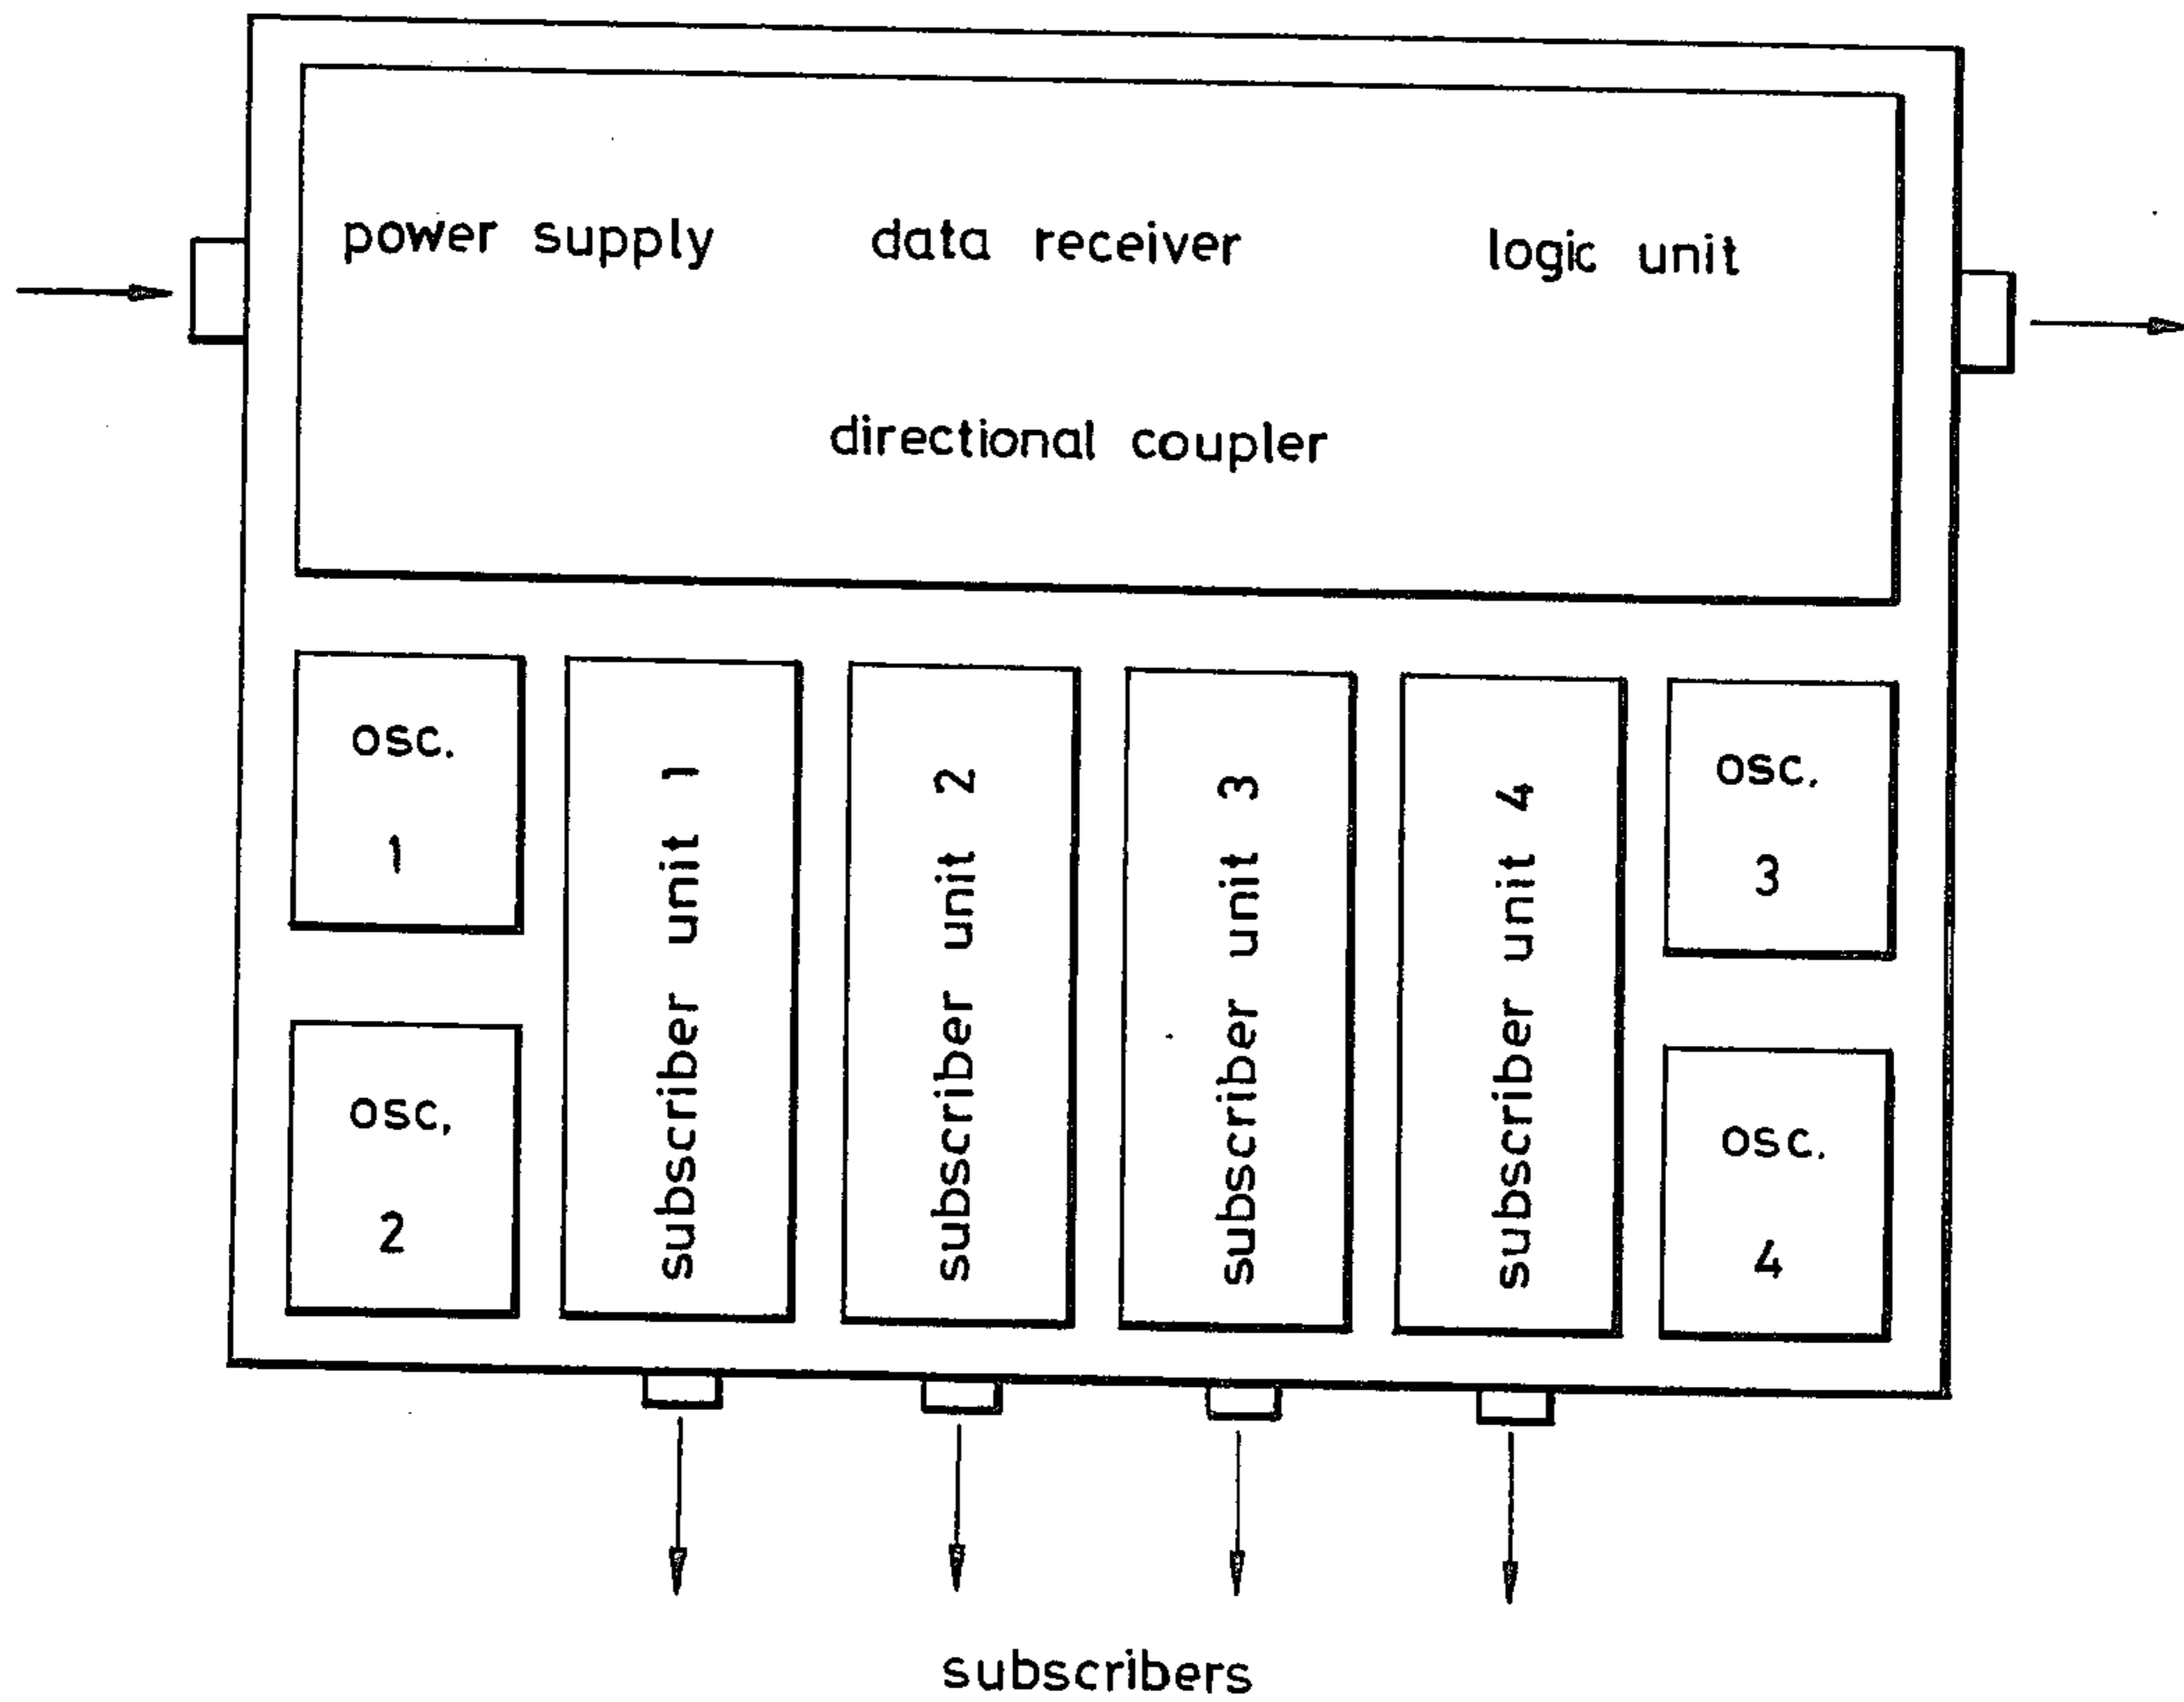 power supply data receiver logic unit
directional coupler
osc.
1
osc,
2
subscriber unit 1
subscriber unit 2
subscriber unit 3
subscriber unit 4
osc.
3
osc.
4
subscribers